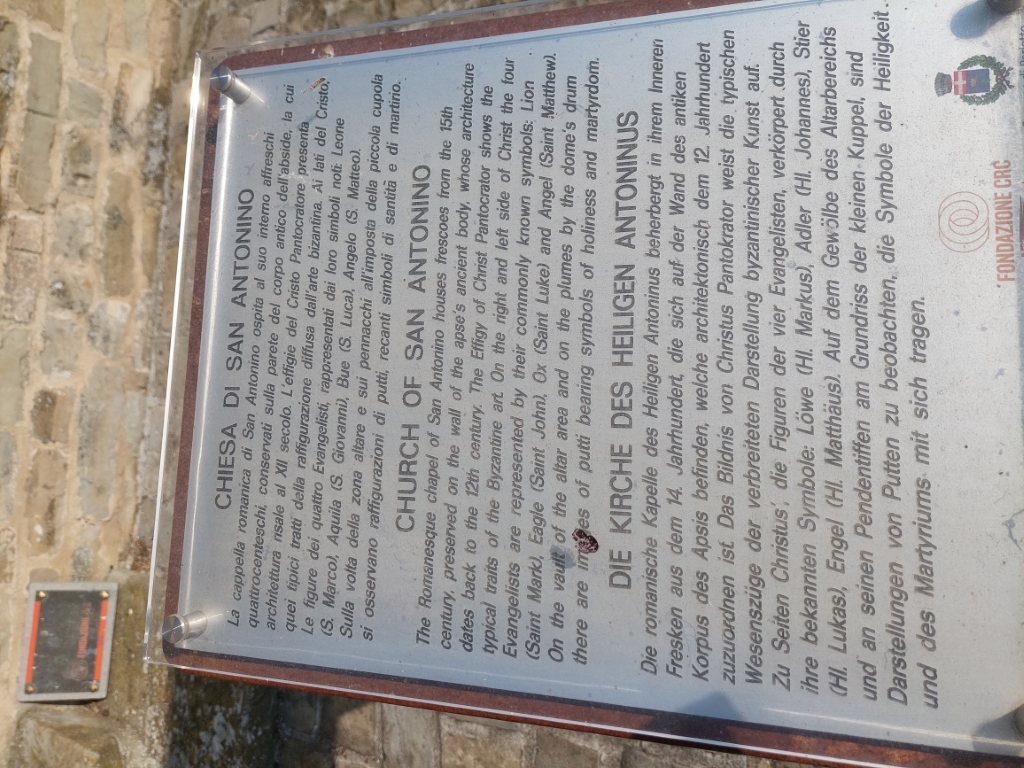 CHIESA DI SAN ANTONINO
La cappella romanica di San Antonino ospita al suo interno affreschi
quattrocenteschi, conservati sulla parete del corpo antico dell'abside, la cui
architettura risale al XII secolo. L'effigie del Cristo Pantocratore presenta
quei tipici tratti della raffigurazione diffusa dall'arte bizantina. Ai lati del Cristo,
Le figure dei quattro Evangelisti, rappresentati dai loro simboli noti: Leone
(S. Marco), Aquila (S. Giovanni), Bue (S. Luca), Angelo (S. Matteo).
Sulla volta della zona altare e sui pennacchi all'imposta della piccola cupola
si osservano raffigurazioni di putti, recanti simboli di santità e di martirio.
CHURCH OF SAN ANTONINO
The Romanesque chapel of San Antonino houses frescoes from the 15th
century, preserved on the wall of the apse's ancient body, whose architecture
dates back to the 12th century. The Effigy of Christ Pantocrator shows the
typical traits of the Byzantine art. On the right and left side of Christ the four
Evangelists are represented by their commonly known symbols: Lion
(Saint Mark), Eagle (Saint John), Ox (Saint Luke) and Angel (Saint Matthew).
On the vault of the altar area and on the plumes by the dome's drum
there are images of putti bearing symbols of holiness and martyrdom.
DIE KIRCHE DES HEILIGEN ANTONINUS
Die romanische Kapelle des Heiligen Antoninus beherbergt in ihrem Inneren
Fresken aus dem 14. Jahrhundert, die sich auf der Wand des antiken
Korpus des Apsis befinden, welche architektonisch dem 12. Jahrhundert
zuzuordnen ist. Das Bildnis von Christus Pantokrator weist die typischen
Wesenszüge der verbreiteten Darstellung byzantinischer Kunst auf.
Zu Seiten Christus, die Figuren der vier Evangelisten, verkörpert durch
ihre bekannten Symbole: Löwe (Hl. Markus), Adler (Hl. Johannes), Stier
(Hl. Lukas), Engel (Hl. Matthäus). Auf dem Gewölbe des Altarbereichs
und an seinen Pendentiffen am Grundriss der kleinen Kuppel, sind
Darstellungen von Putten zu beobachten, die Symbole der Heiligkeit
und des Martyriums mit sich tragen.
FONDAZIONE CRC